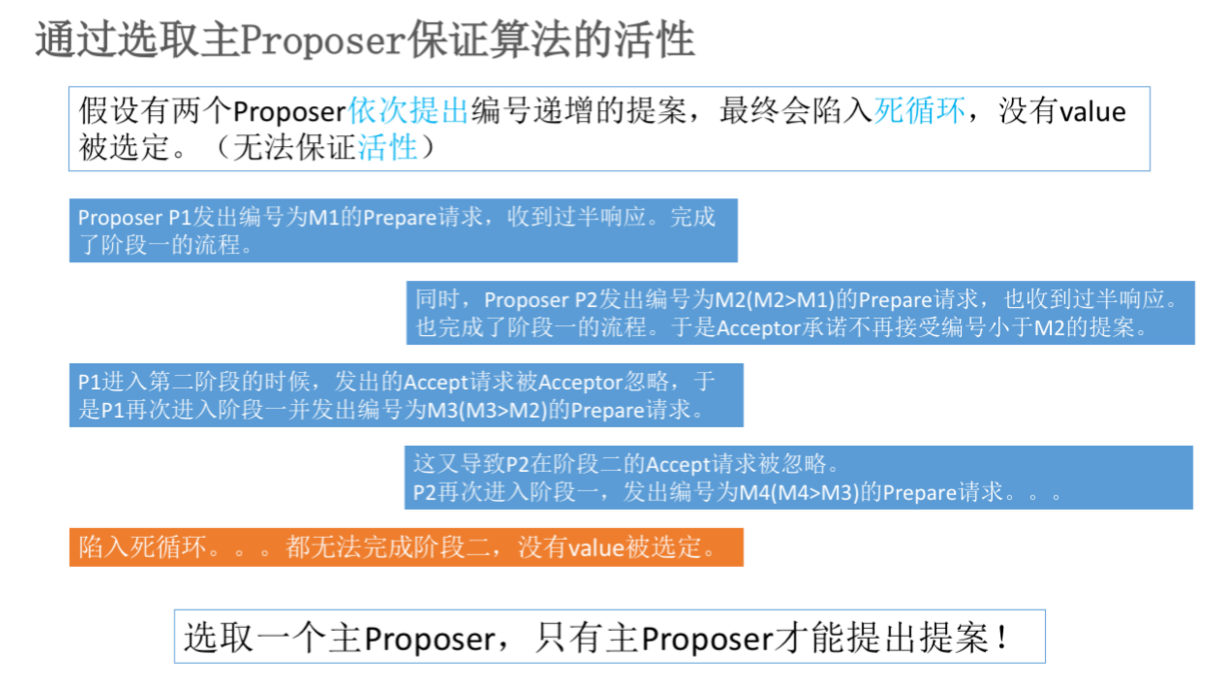 通过选取主Proposer保证算法的活性
假设有两个Proposer依次提出编号递增的提案，最终会陷入死循环，没有value
被选定。（无法保证活性）
Proposer P1发出编号为M1的Prepare请求，收到过半响应。完成
了阶段一的流程。
同时，Proposer P2发出编号为M2(M2>M1)的Prepare请求，也收到过半响应。
也完成了阶段一的流程。于是Acceptor承诺不再接受编号小于M2的提案。
P1进入第二阶段的时候，发出的Accept请求被Acceptor忽略，于
是P1再次进入阶段一并发出编号为M3(M3>M2)的Prepare请求。
这又导致P2在阶段二的Accept请求被忽略。
P2再次进入阶段一，发出编号为M4(M4>M3)的Prepare请求。。。
陷入死循环。。。都无法完成阶段二，没有value被选定。
选取一个主Proposer，只有主Proposer才能提出提案！